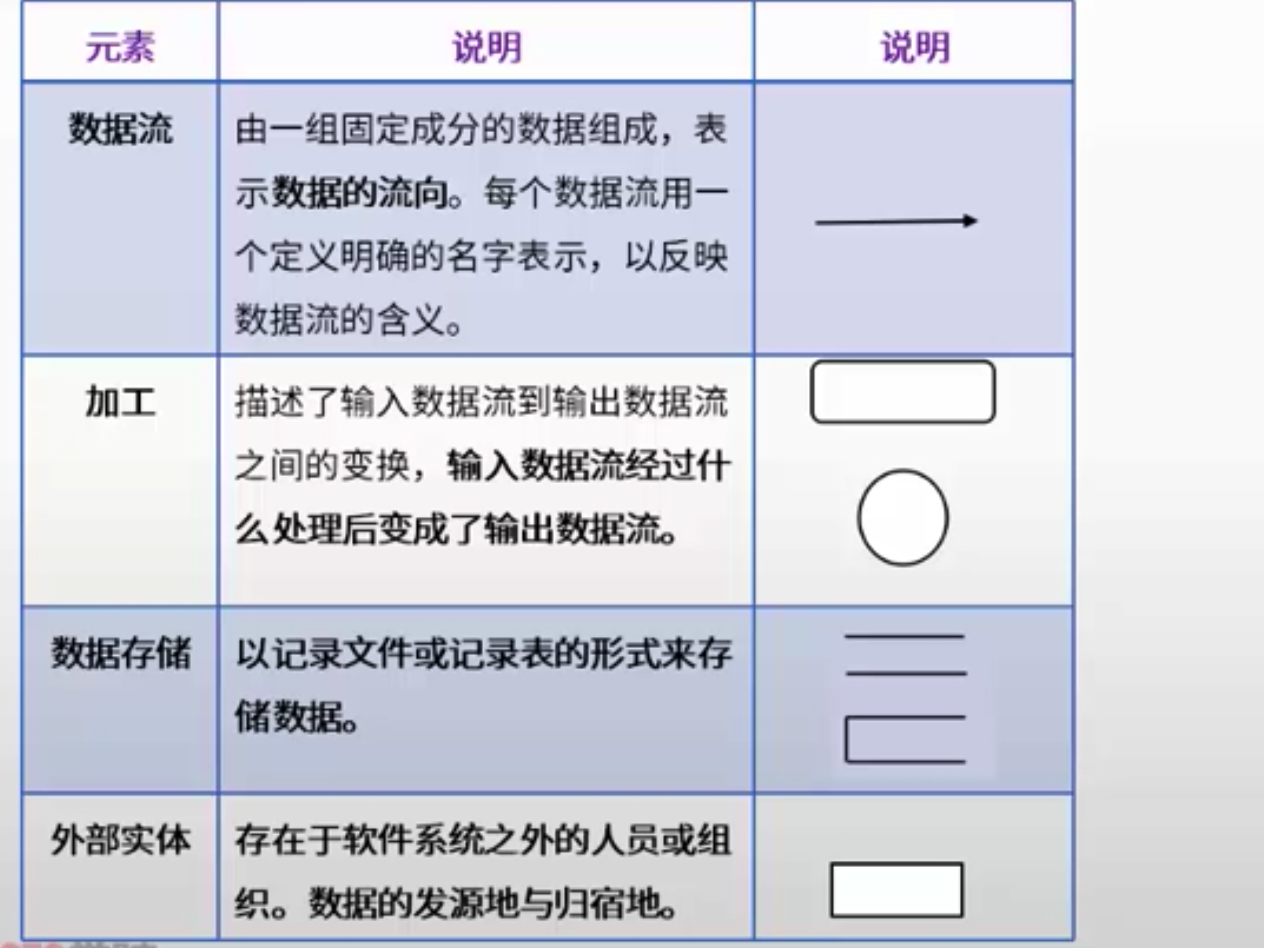 元素 说明 说明
数据流
由一组固定成分的数据组成，表
示数据的流向。每个数据流用一
个定义明确的名字表示，以反映
数据流的含义。
加工
描述了输入数据流到输出数据流
之间的变换，输入数据流经过什
么处理后变成了输出数据流。
数据存储
以记录文件或记录表的形式来存
储数据。
外部实体
存在于软件系统之外的人员或组
织。数据的发源地与归宿地。